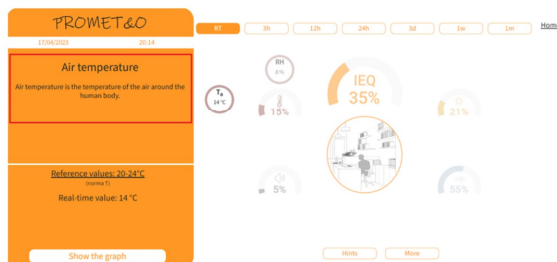 PROMET&O
17/04/2023 20:14
Air temperature
Air temperature is the temperature of the air around the
human body.
Reference values: 20-24°C
Real-time value: 14 °C
Show the graph
RT 3h 12h 24h 3d 1w 1m
Home
RH
6%
Ta
14°C
15%
IEQ
35%
21%
5%
55%
Hints More